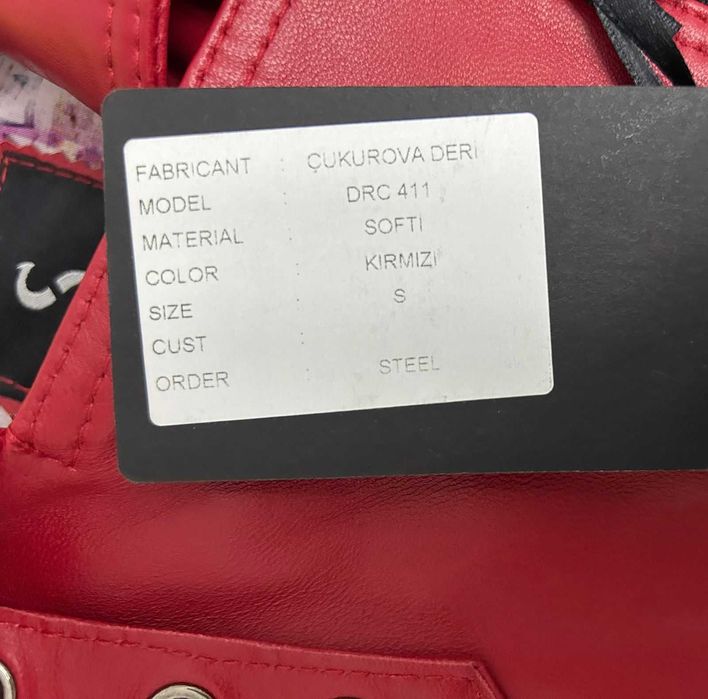 FABRICANT : ÇUKUROVA DERİ
MODEL DRC 411
MATERIAL : SOFTİ
COLOR : KIRMIZI
SIZE : S
CUST
ORDER STEEL